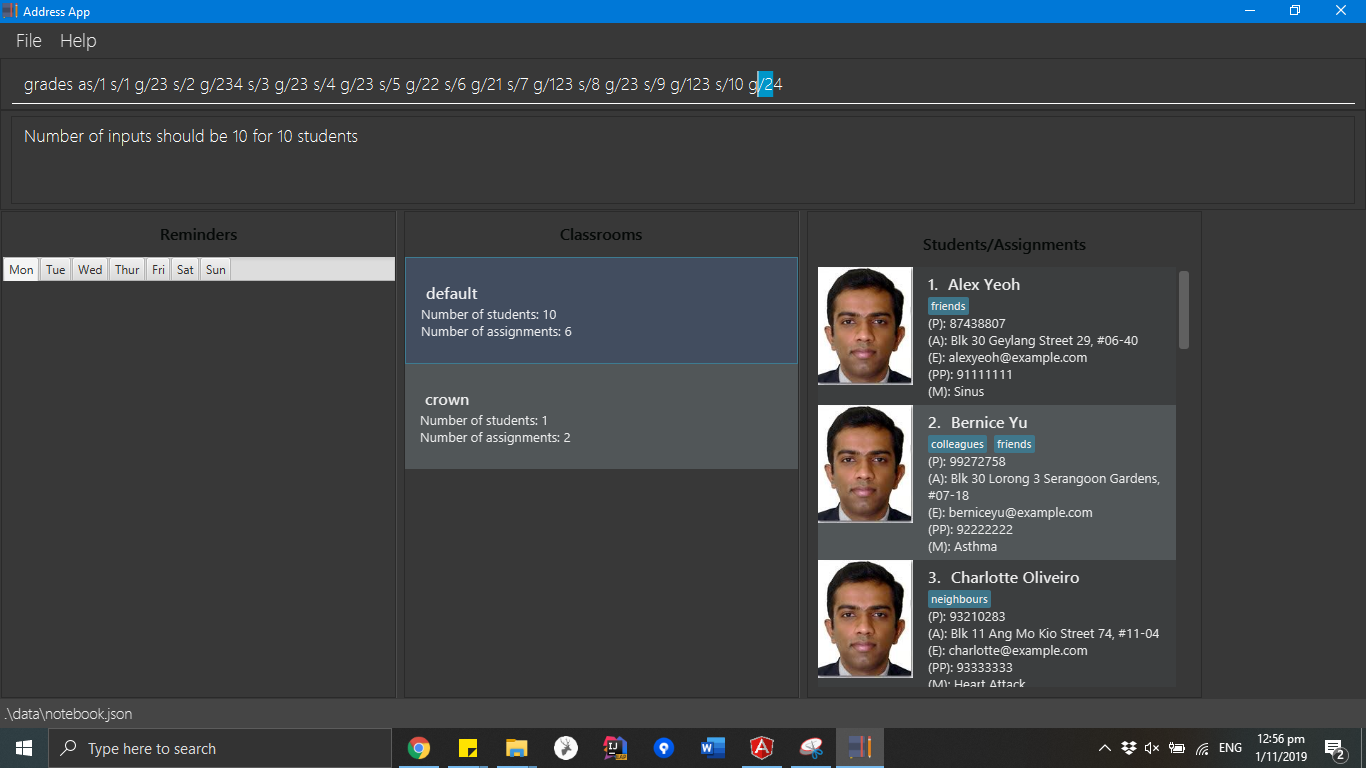 Address App
File Help
grades as/1 s/1 g/23 s/2 g/234 s/3 g/23 s/4 g/23 s/5 g/22 s/6 g/21 s/7 g/123 s/8 g/23 s/9 g/123 s/10 g/24
Number of inputs should be 10 for 10 students
Reminders
Mon Tue Wed Thur Fri Sat Sun
Classrooms
default
Number of students: 10
Number of assignments: 6
crown
Number of students: 1
Number of assignments: 2
Students/Assignments
1. Alex Yeoh
friends
(P): 87438807
(A): Blk 30 Geylang Street 29, #06-40
(E): alexyeoh@example.com
(PP): 91111111
(M): Sinus
2. Bernice Yu
colleagues friends
(P): 99272758
(A): Blk 30 Lorong 3 Serangoon Gardens,
#07-18
(E): berniceyu@example.com
(PP): 92222222
(M): Asthma
3. Charlotte Oliveiro
neighbours
(P): 93210283
(A): Blk 11 Ang Mo Kio Street 74, #11-04
(E): charlotte@example.com
(PP): 93333333
(M): Heart Attack
.\data\notebook.json
Type here to search
ENG
12:56 pm
1/11/2019
2